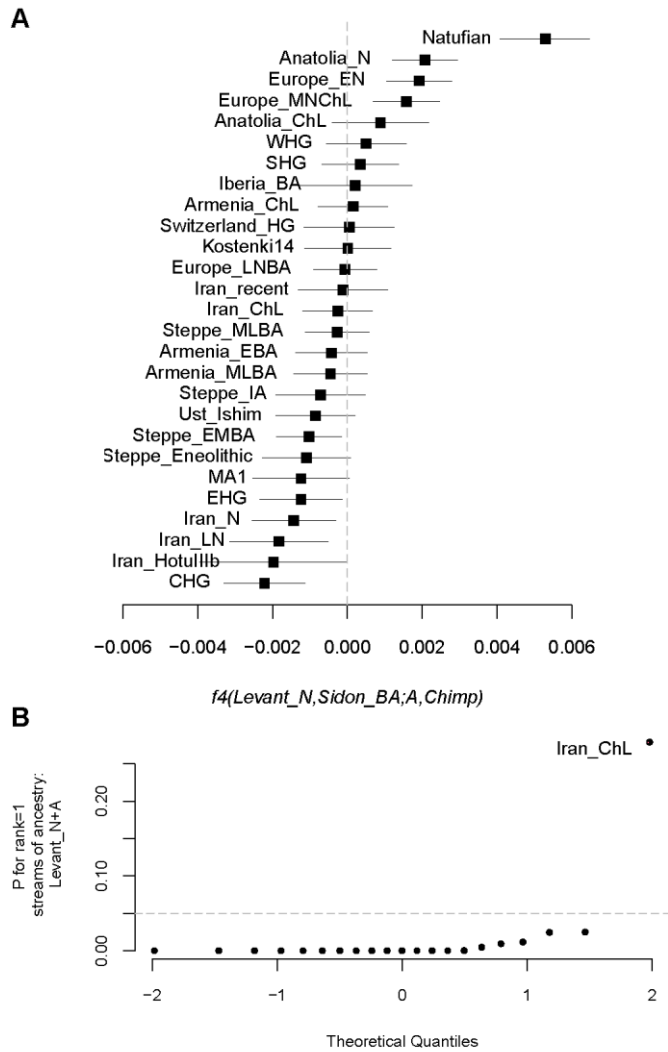 A
Natufian
Anatolia_N
Europe_EN
Europe_MNChL
Anatolia_ChL
WHG
SHG
Iberia_BA
Armenia_ChL
Switzerland_HG
Kostenki14
Europe_LNBA
Iran_recent
Iran_ChL
Steppe_MLBA
Armenia_EBA
Armenia_MLBA
Steppe_IA
Ust_Ishim
Steppe_EMBA
Steppe_Eneolithic
MA1
EHG
Iran_N
Iran_LN
Iran_HotuIIIb
CHG
−0.006 −0.004 −0.002 0.000 0.002 0.004 0.006
f4(Levant_N,Sidon_BA;A,Chimp)
B
Iran_ChL
P for rank=1
streams of ancestry:
Levant_N+A
0.20
0.10
0.00
−2 −1 0 1 2
Theoretical Quantiles